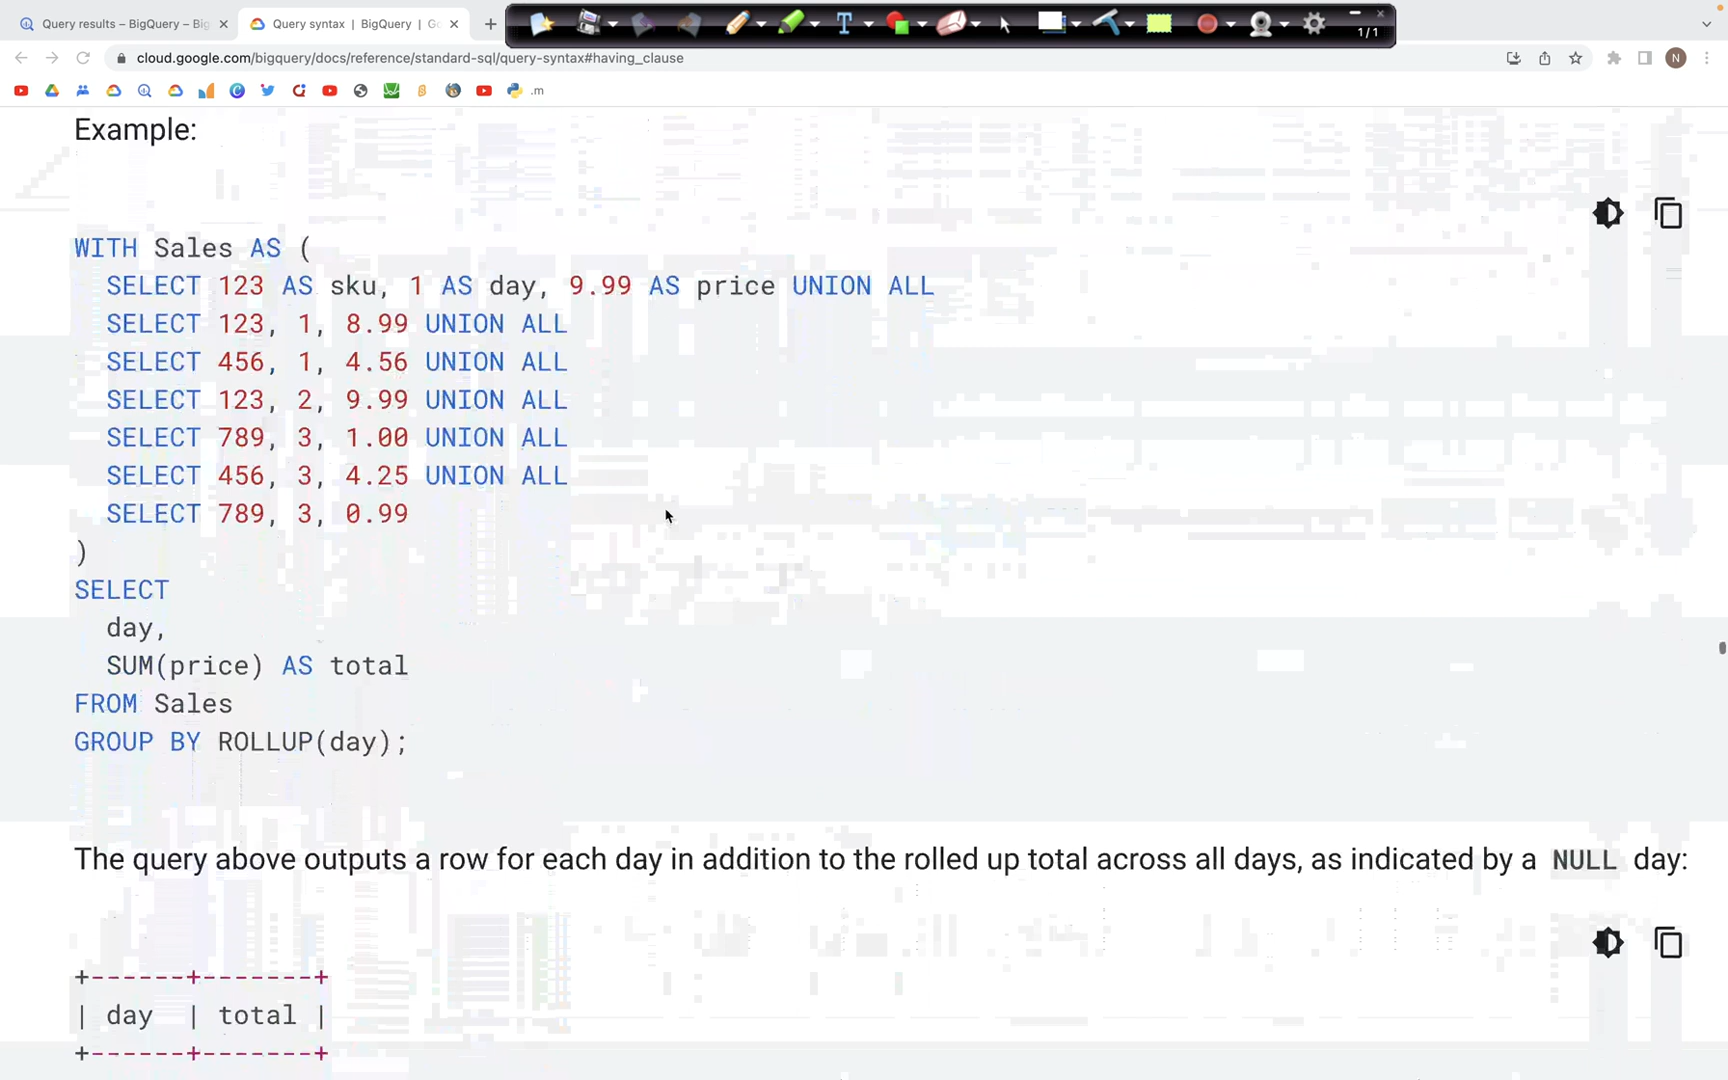 Query results – BigQuery – Big
Query syntax | BigQuery | Go
1/1
cloud.google.com/bigquery/docs/reference/standard-sql/query-syntax#having_clause
N
.m
Example:
WITH Sales AS (
SELECT 123 AS sku, 1 AS day, 9.99 AS price UNION ALL
SELECT 123, 1, 8.99 UNION ALL
SELECT 456, 1, 4.56 UNION ALL
SELECT 123, 2, 9.99 UNION ALL
SELECT 789, 3, 1.00 UNION ALL
SELECT 456, 3, 4.25 UNION ALL
SELECT 789, 3, 0.99
)
SELECT
day,
SUM(price) AS total
FROM Sales
GROUP BY ROLLUP(day);
The query above outputs a row for each day in addition to the rolled up total across all days, as indicated by a NULL day:
+------+-------+
| day | total |
+------+-------+